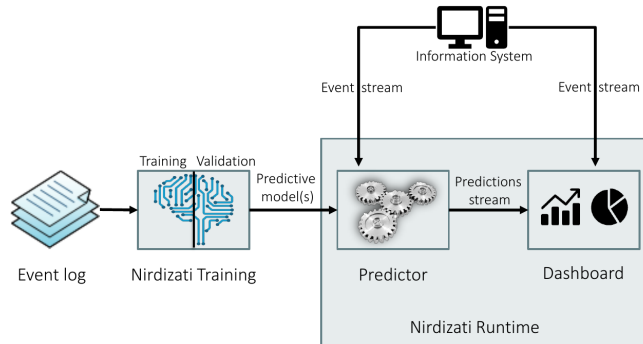 Information System
Event stream
Event stream
Training
Validation
Predictive
model(s)
Predictions
stream
Event log
Nirdizati Training
Predictor
Dashboard
Nirdizati Runtime